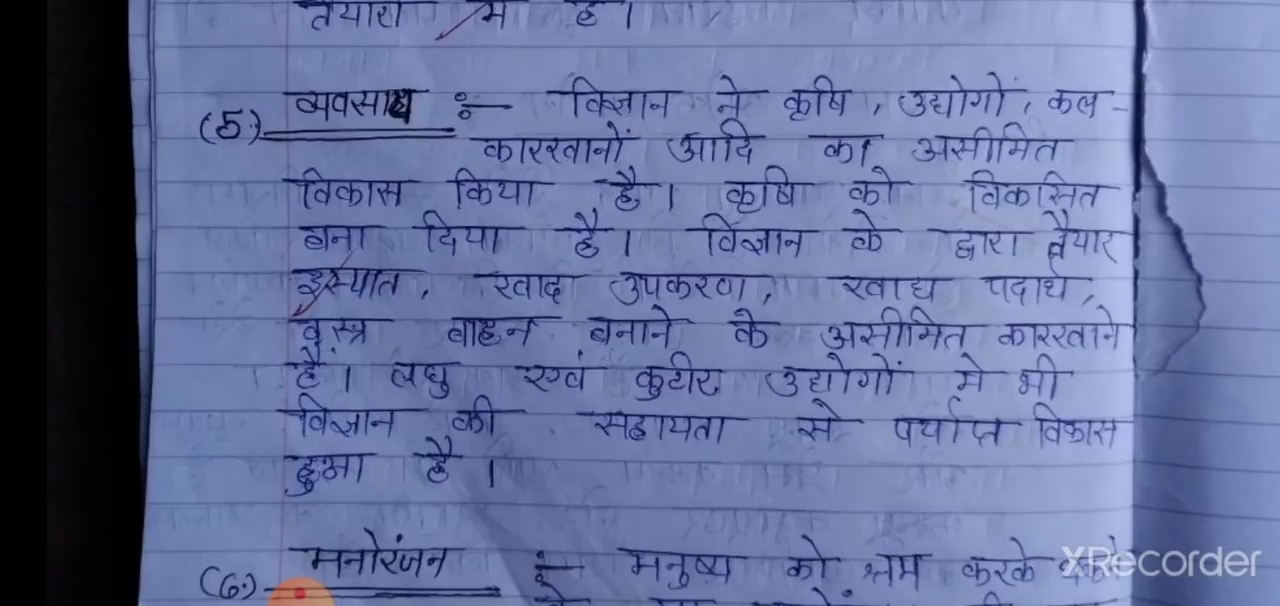 तैयारी में है।
(5.) व्यवसाय :- विज्ञान ने कृषि, उद्योगों, कल-
कारखानों आदि का असीमित
विकास किया है। कृषि को विकसित
बना दिया है। विज्ञान के द्वारा तैयार
इस्पात, खाद उपकरण, खाद्य पदार्थ,
वस्त्र वाहन बनाने के असीमित कारखाने
हैं। लघु एवं कुटीर उद्योगों मे भी
विज्ञान की सहायता से पर्याप्त विकास
हुआ है।
(6.) मनोरंजन :- मनुष्य को श्रम करके
XRecorder